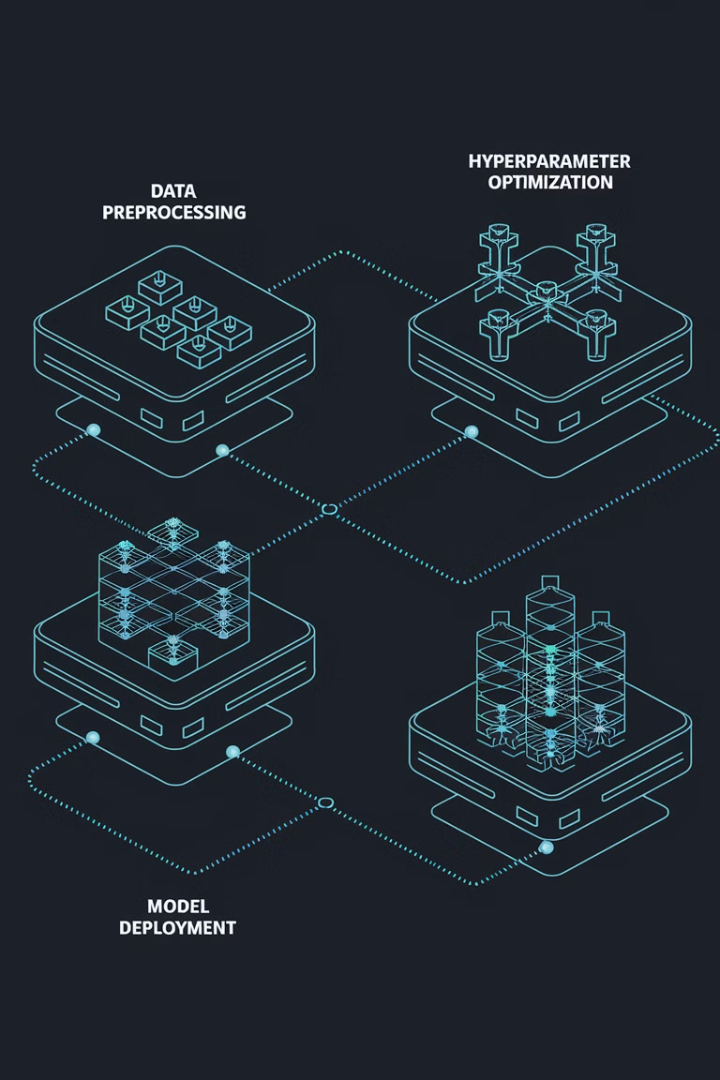 DATA
PREPROCESSING
HYPERPARAMETER
OPTIMIZATION
MODEL
DEPLOYMENT